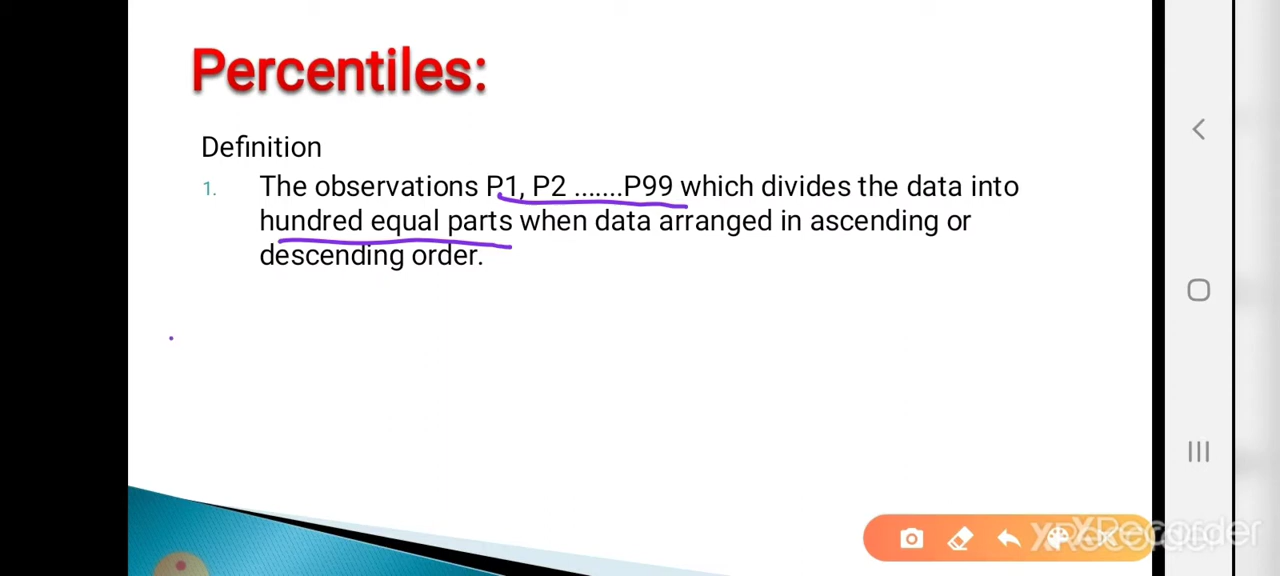 Percentiles:
Definition
1. The observations P1, P2 .......P99 which divides the data into
hundred equal parts when data arranged in ascending or
descending order.
XRecorder